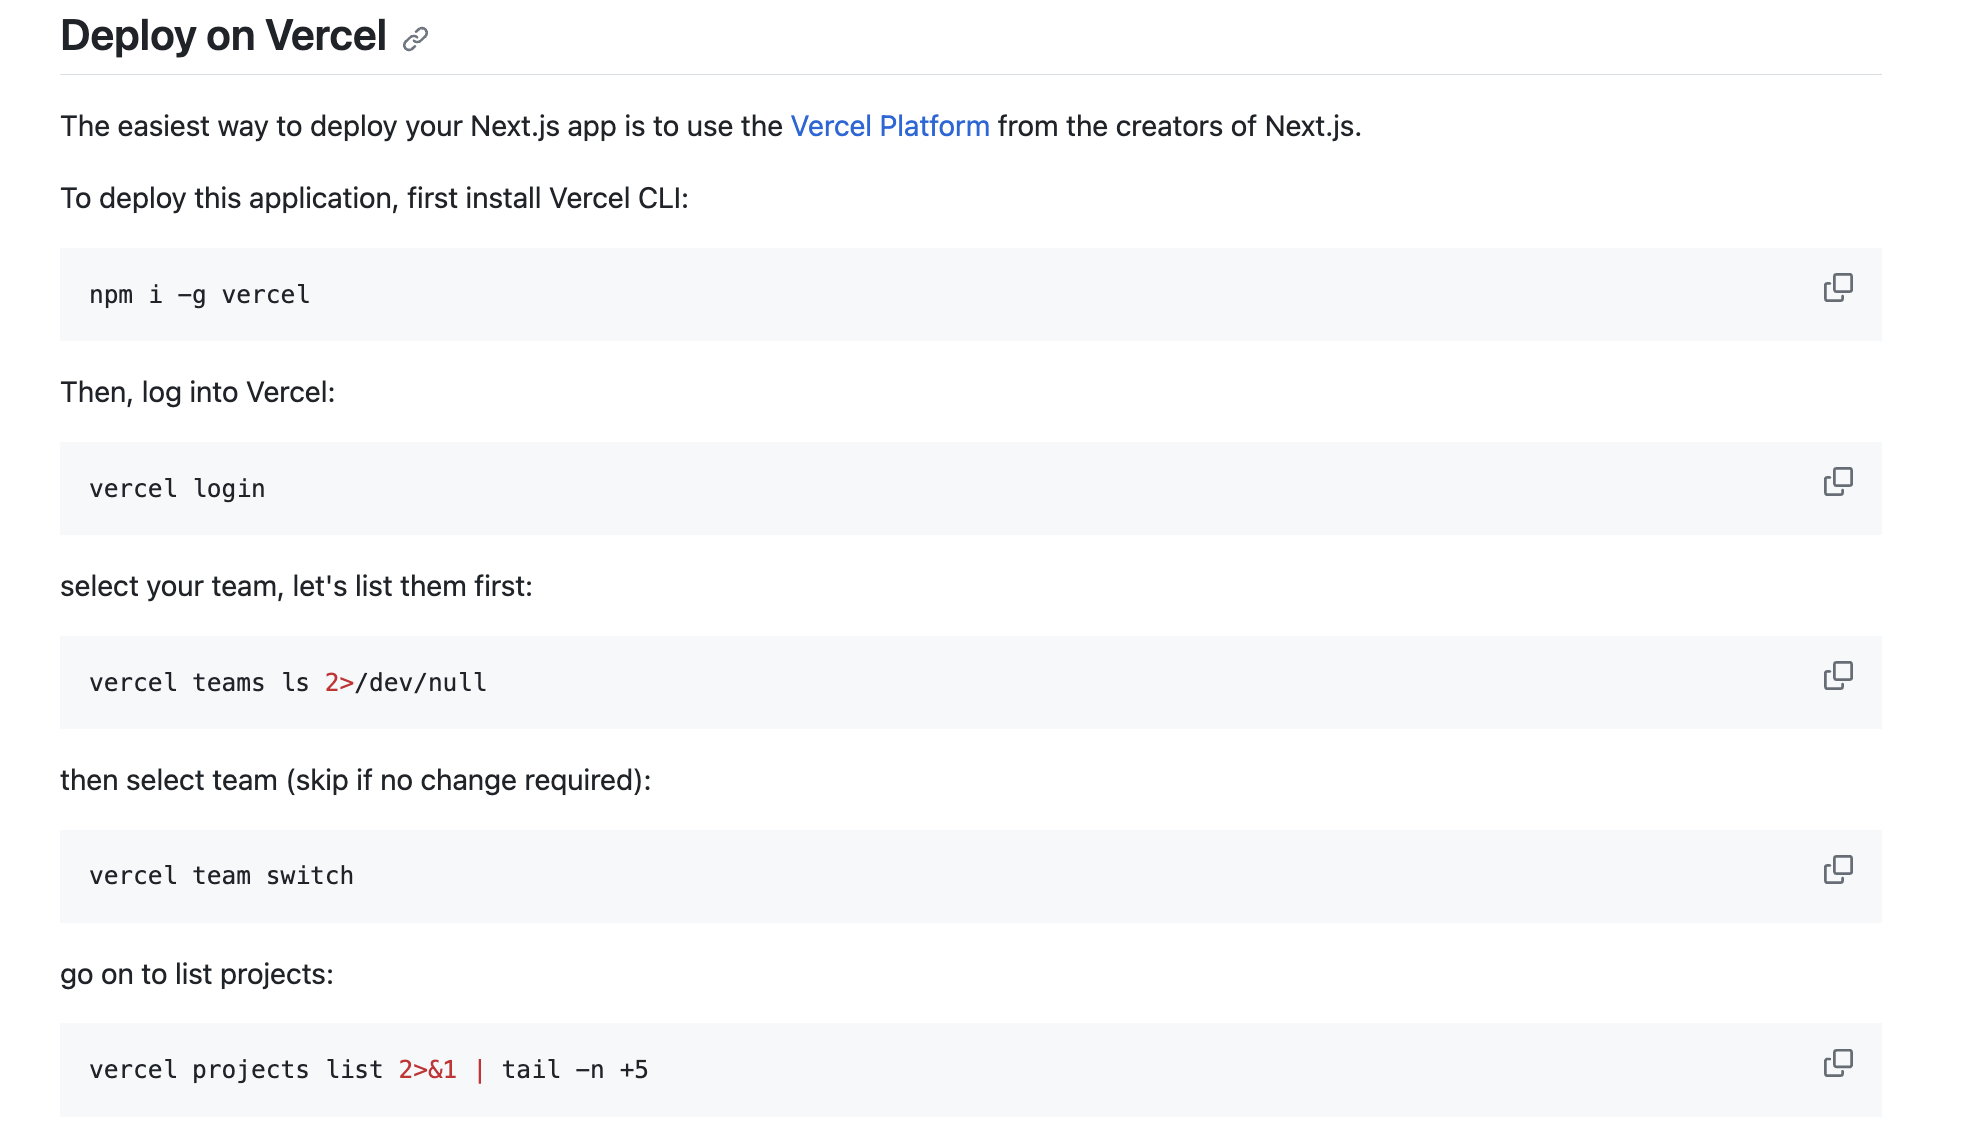 Deploy on Vercel
The easiest way to deploy your Next.js app is to use the Vercel Platform from the creators of Next.js.
To deploy this application, first install Vercel CLI:
npm i -g vercel
Then, log into Vercel:
vercel login
select your team, let's list them first:
vercel teams ls 2>/dev/null
then select team (skip if no change required):
vercel team switch
go on to list projects:
vercel projects list 2>&1 | tail -n +5